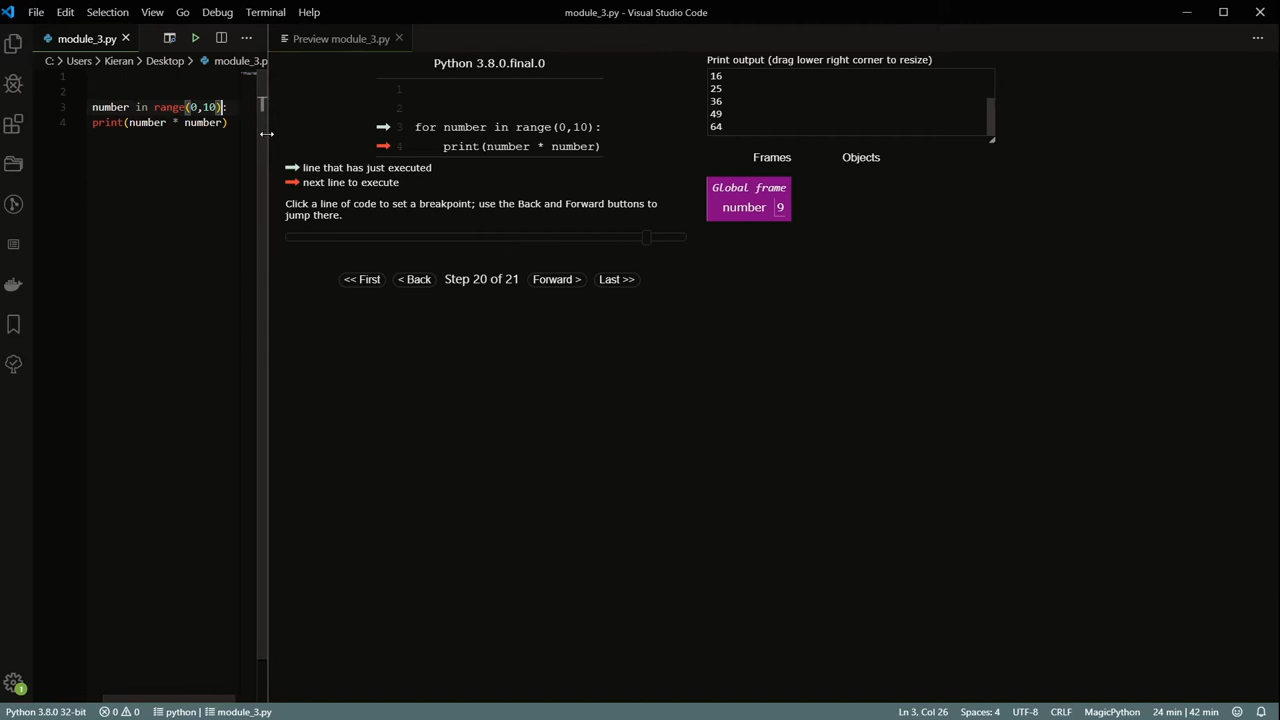 File Edit Selection View Go Debug Terminal Help
module_3.py - Visual Studio Code
module_3.py
Preview module_3.py
C: > Users > Kieran > Desktop > module_3.p
1
2
3 number in range(0,10):
4 print(number * number)
Python 3.8.0.final.0
1
2
3 for number in range(0,10):
4 print(number * number)
line that has just executed
next line to execute
Click a line of code to set a breakpoint; use the Back and Forward buttons to
jump there.
<< First < Back Step 20 of 21 Forward > Last >>
Print output (drag lower right corner to resize)
16
25
36
49
64
Frames Objects
Global frame
number 9
1
Python 3.8.0 32-bit 0 0 python | module_3.py
Ln 3, Col 26 Spaces: 4 UTF-8 CRLF MagicPython 24 min | 42 min